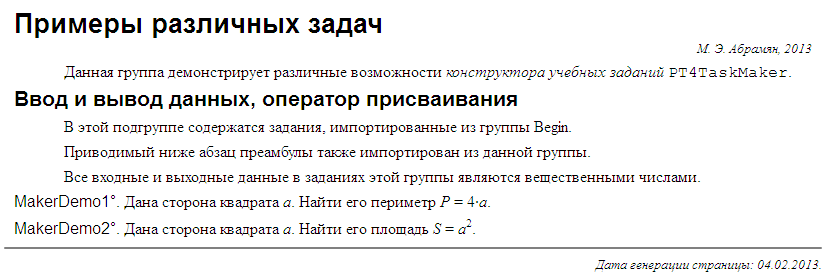 Примеры различных задач
М. Э. Абрамян, 2013
Данная группа демонстрирует различные возможности конструктора учебных заданий PT4TaskMaker.
Ввод и вывод данных, оператор присваивания
В этой подгруппе содержатся задания, импортированные из группы Begin.
Приводимый ниже абзац преамбулы также импортирован из данной группы.
Все входные и выходные данные в заданиях этой группы являются вещественными числами.
MakerDemo1°. Дана сторона квадрата a. Найти его периметр P = 4·a.
MakerDemo2°. Дана сторона квадрата a. Найти его площадь S = a².
Дата генерации страницы: 04.02.2013.